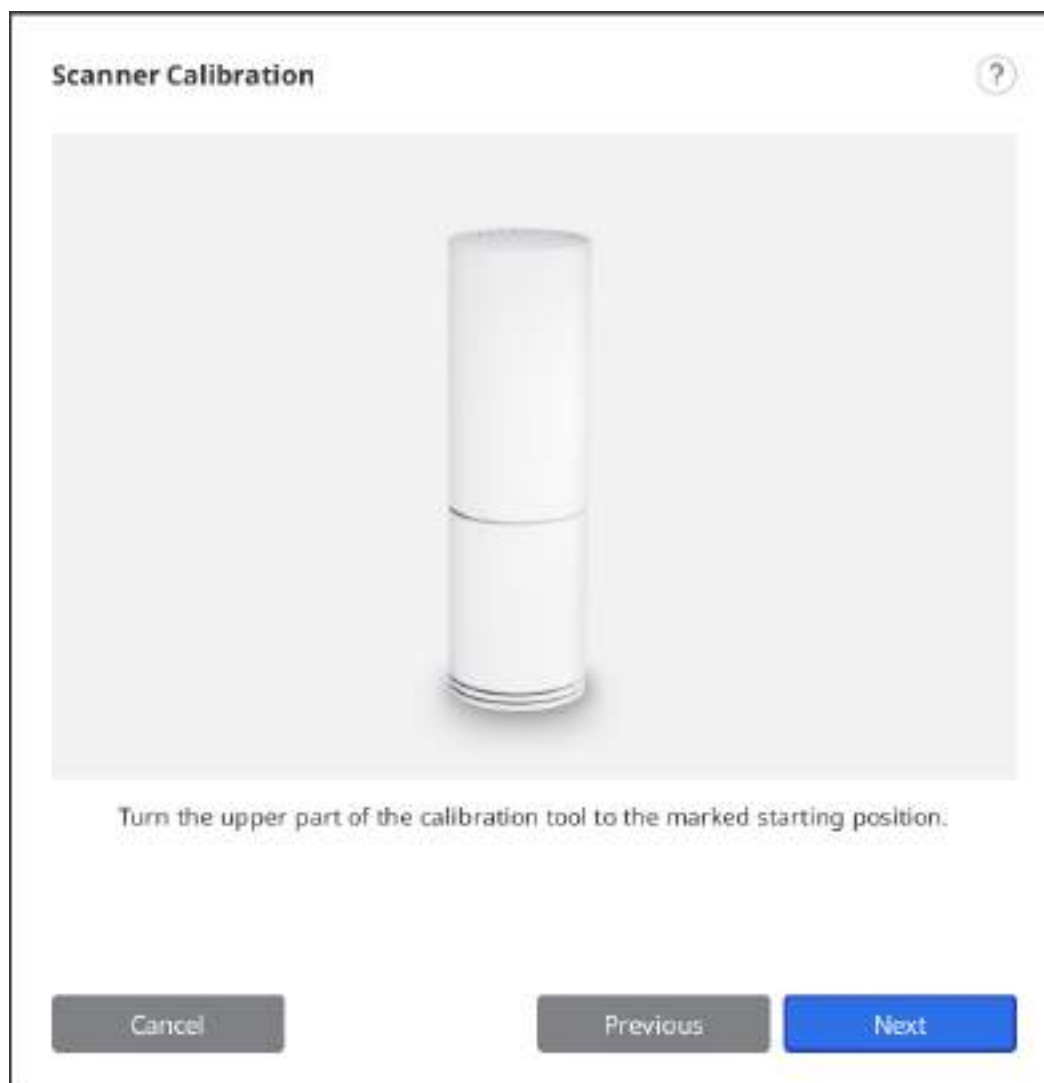 Scanner Calibration
?
Turn the upper part of the calibration tool to the marked starting position.
Cancel
Previous
Next